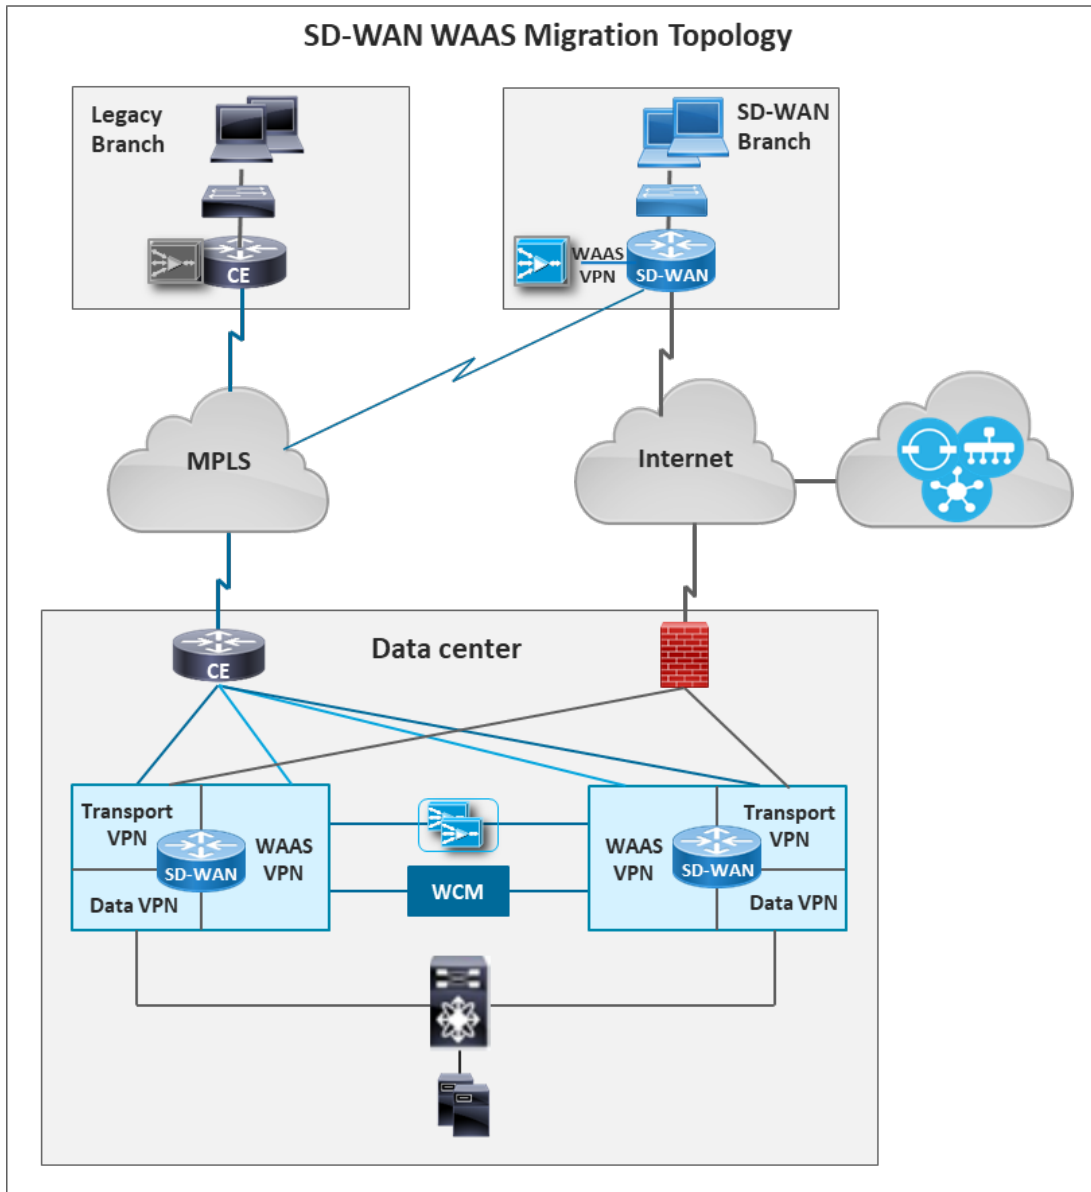 SD-WAN WAAS Migration Topology
Legacy
Branch
CE
SD-WAN
Branch
WAAS
VPN
SD-WAN
MPLS
Internet
Data center
CE
Transport
VPN
SD-WAN
WAAS
VPN
Data VPN
WCM
WAAS
VPN
Transport
VPN
SD-WAN
Data VPN